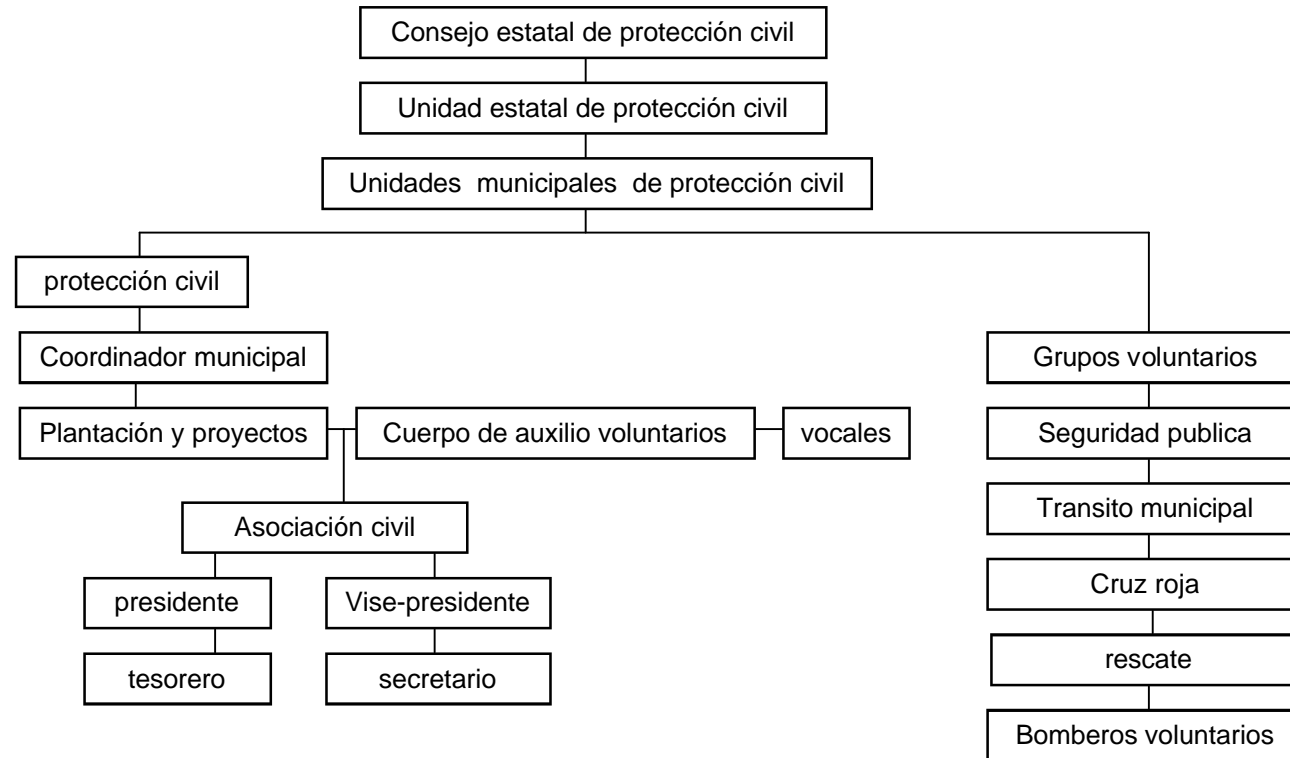 Consejo estatal de protección civil
Unidad estatal de protección civil
Unidades municipales de protección civil
protección civil
Coordinador municipal
Grupos voluntarios
Plantación y proyectos
Cuerpo de auxilio voluntarios
vocales
Seguridad publica
Asociación civil
Transito municipal
presidente
Vise-presidente
Cruz roja
tesorero
secretario
rescate
Bomberos voluntarios